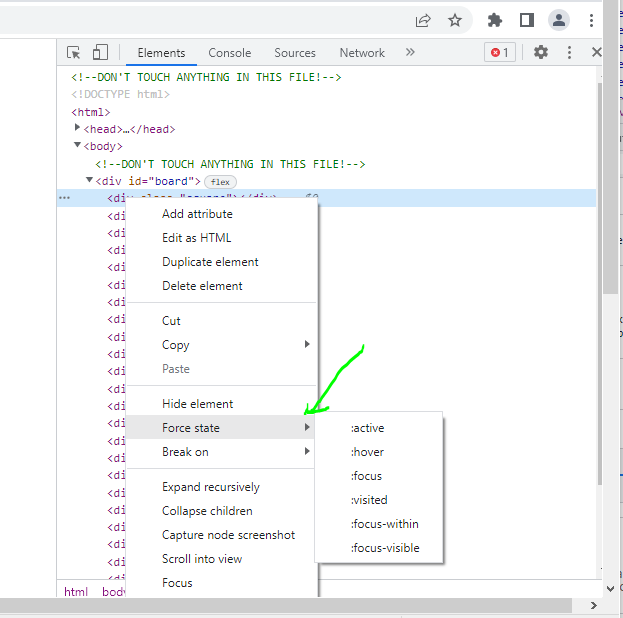 Elements Console Sources Network » 1
<!--DON'T TOUCH ANYTHING IN THIS FILE!-->
<!DOCTYPE html>
<html>
<head>…</head>
<body>
<!--DON'T TOUCH ANYTHING IN THIS FILE!-->
<div id="board"> flex
<div class="square"></div> $0
<di
Add attribute
<di
Edit as HTML
<di
<di
Duplicate element
<di
Delete element
<di
<di
Cut
<di
Copy
<di
Paste
<di
<di
Hide element
<di
Force state
:active
<di
Break on
:hover
<di
:focus
<di
Expand recursively
:visited
<di
Collapse children
<di
Capture node screenshot
:focus-within
<di
Scroll into view
:focus-visible
<di
<di
Focus
html body